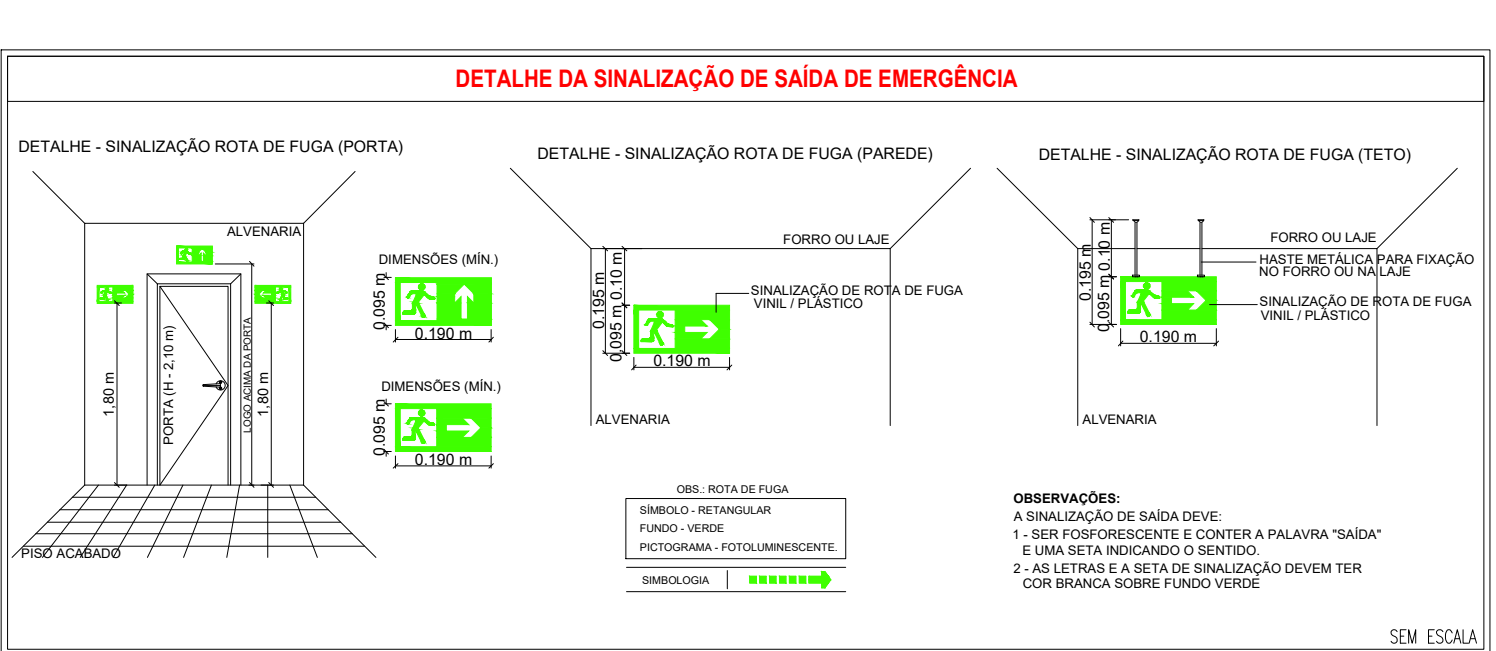 DETALHE DA SINALIZAÇÃO DE SAÍDA DE EMERGÊNCIA
DETALHE - SINALIZAÇÃO ROTA DE FUGA (PORTA)
ALVENARIA
1,80 m
PORTA (H - 2,10 m)
LOGO ACIMA DA PORTA
1,80 m
PISO ACABADO
DIMENSÕES (MÍN.)
0.095 m
0.190 m
DIMENSÕES (MÍN.)
0.095 m
0.190 m
DETALHE - SINALIZAÇÃO ROTA DE FUGA (PAREDE)
FORRO OU LAJE
0.195 m
0.10 m
0,095 m
0.190 m
SINALIZAÇÃO DE ROTA DE FUGA
VINIL / PLÁSTICO
ALVENARIA
DETALHE - SINALIZAÇÃO ROTA DE FUGA (TETO)
FORRO OU LAJE
HASTE METÁLICA PARA FIXAÇÃO
NO FORRO OU NA LAJE
0.195 m
0.10 m
0.095 m
0.190 m
SINALIZAÇÃO DE ROTA DE FUGA
VINIL / PLÁSTICO
ALVENARIA
OBS.: ROTA DE FUGA
SÍMBOLO - RETANGULAR
FUNDO - VERDE
PICTOGRAMA - FOTOLUMINESCENTE.
SIMBOLOGIA
OBSERVAÇÕES:
A SINALIZAÇÃO DE SAÍDA DEVE:
1 - SER FOSFORESCENTE E CONTER A PALAVRA "SAÍDA"
E UMA SETA INDICANDO O SENTIDO.
2 - AS LETRAS E A SETA DE SINALIZAÇÃO DEVEM TER
COR BRANCA SOBRE FUNDO VERDE
SEM ESCALA